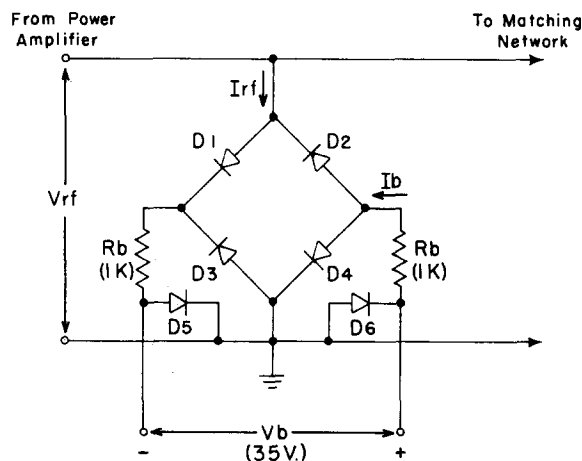 From Power
Amplifier
To Matching
Network
Irf
D1
D2
Ib
Vrf
Rb
(1K)
D3
D4
Rb
(1K)
D5
D6
Vb
(35V.)
-
+